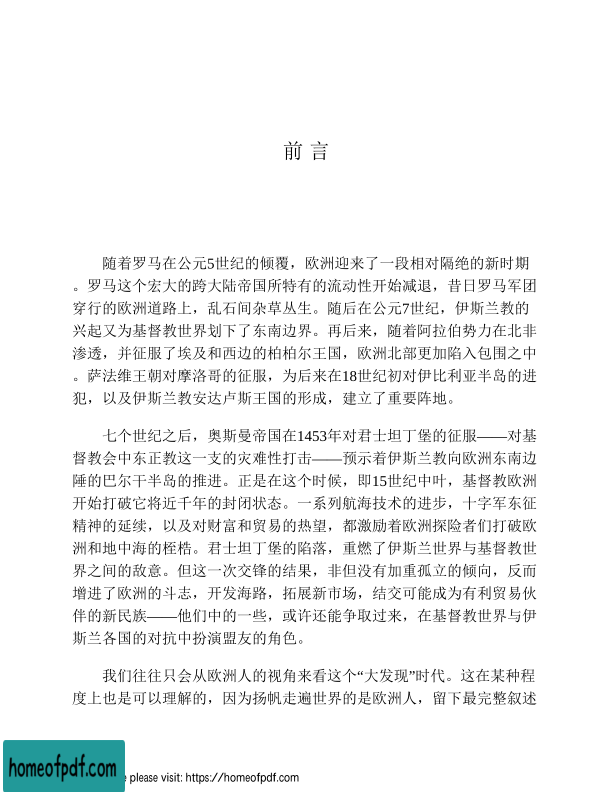 前 言
随着罗马在公元5世纪的倾覆，欧洲迎来了一段相对隔绝的新时期
。罗马这个宏大的跨大陆帝国所特有的流动性开始减退，昔日罗马军团
穿行的欧洲道路上，乱石间杂草丛生。随后在公元7世纪，伊斯兰教的
兴起又为基督教世界划下了东南边界。再后来，随着阿拉伯势力在北非
渗透，并征服了埃及和西边的柏柏尔王国，欧洲北部更加陷入包围之中
。萨法维王朝对摩洛哥的征服，为后来在18世纪初对伊比利亚半岛的进
犯，以及伊斯兰教安达卢斯王国的形成，建立了重要阵地。
七个世纪之后，奥斯曼帝国在1453年对君士坦丁堡的征服——对基
督教会中东正教这一支的灾难性打击——预示着伊斯兰教向欧洲东南边
陲的巴尔干半岛的推进。正是在这个时候，即15世纪中叶，基督教欧洲
开始打破它将近千年的封闭状态。一系列航海技术的进步，十字军东征
精神的延续，以及对财富和贸易的热望，都激励着欧洲探险者们打破欧
洲和地中海的桎梏。君士坦丁堡的陷落，重燃了伊斯兰世界与基督教世
界之间的敌意。但这一次交锋的结果，非但没有加重孤立的倾向，反而
增进了欧洲的斗志，开发海路，拓展新市场，结交可能成为有利贸易伙
伴的新民族——他们中的一些，或许还能争取过来，在基督教世界与伊
斯兰各国的对抗中扮演盟友的角色。
我们往往只会从欧洲人的视角来看这个“大发现”时代。这在某种程
度上也是可以理解的，因为扬帆走遍世界的是欧洲人，留下最完整叙述
homeofpdf.com
e please visit: https://homeofpdf.com